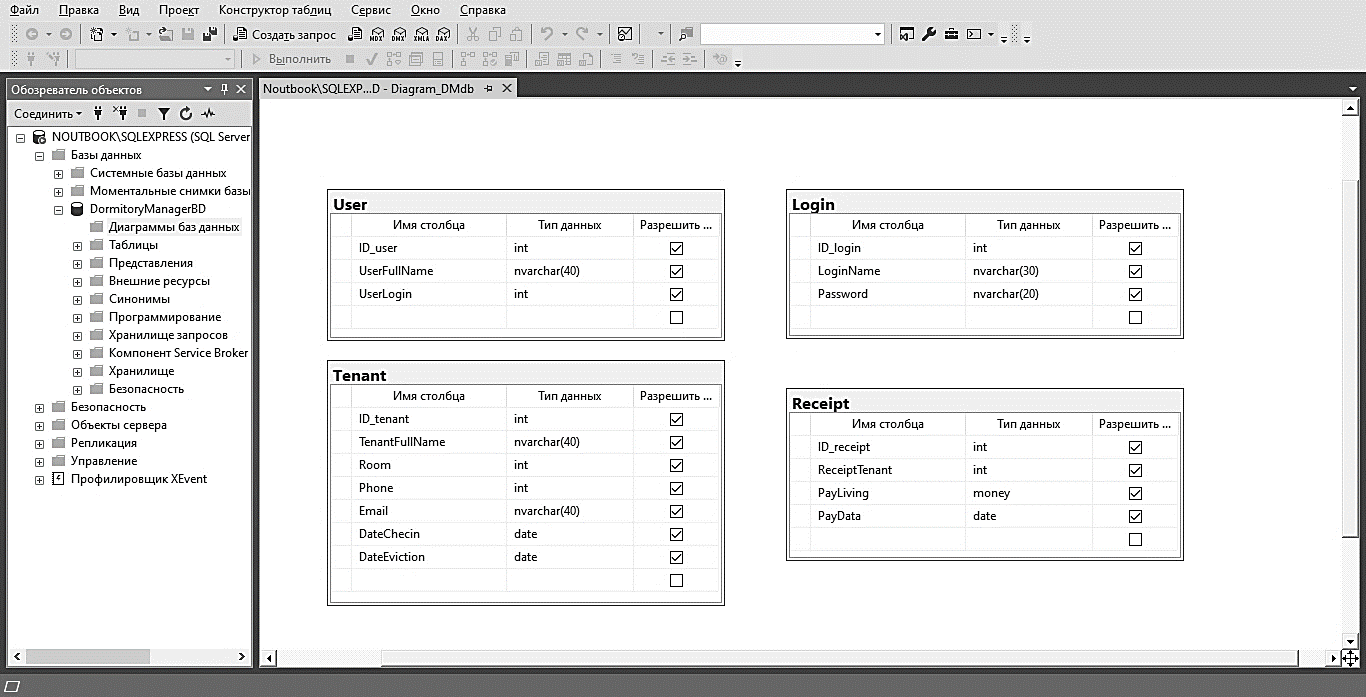 Файл Правка Вид Проект Конструктор таблиц Сервис Окно Справка
Создать запрос MDX DMX XMLA DAX
Выполнить
Обозреватель объектов
Noutbook\SQLEXP...D - Diagram_DMdb
Соединить
NOUTBOOK\SQLEXPRESS (SQL Server
Базы данных
Системные базы данных
Моментальные снимки базы
DormitoryManagerBD
Диаграммы баз данных
Таблицы
Представления
Внешние ресурсы
Синонимы
Программирование
Хранилище запросов
Компонент Service Broker
Хранилище
Безопасность
Безопасность
Объекты сервера
Репликация
Управление
Профилировщик XEvent
User
Имя столбца Тип данных Разрешить ...
ID_user int
UserFullName nvarchar(40)
UserLogin int
Login
Имя столбца Тип данных Разрешить ...
ID_login int
LoginName nvarchar(30)
Password nvarchar(20)
Tenant
Имя столбца Тип данных Разрешить ...
ID_tenant int
TenantFullName nvarchar(40)
Room int
Phone int
Email nvarchar(40)
DateChecin date
DateEviction date
Receipt
Имя столбца Тип данных Разрешить ...
ID_receipt int
ReceiptTenant int
PayLiving money
PayData date